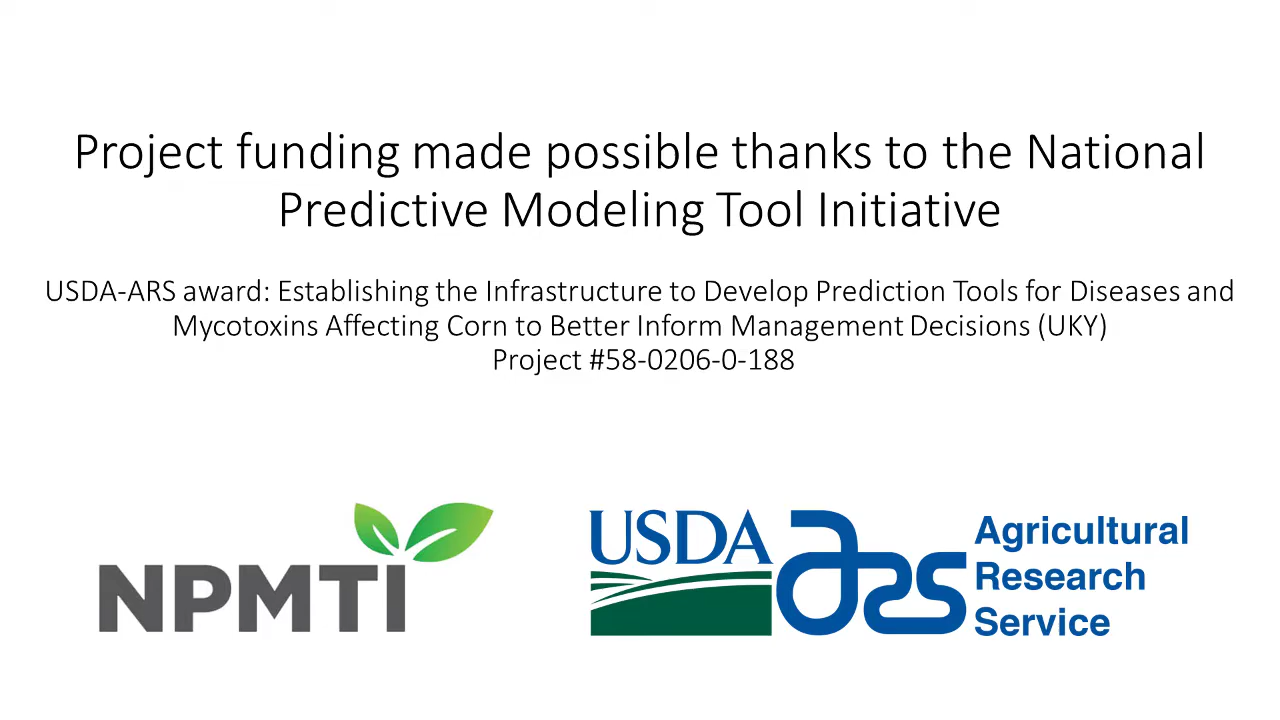 Project funding made possible thanks to the National
Predictive Modeling Tool Initiative
USDA-ARS award: Establishing the Infrastructure to Develop Prediction Tools for Diseases and
Mycotoxins Affecting Corn to Better Inform Management Decisions (UKY)
Project #58-0206-0-188
NPMTI
USDA ars Agricultural
Research
Service